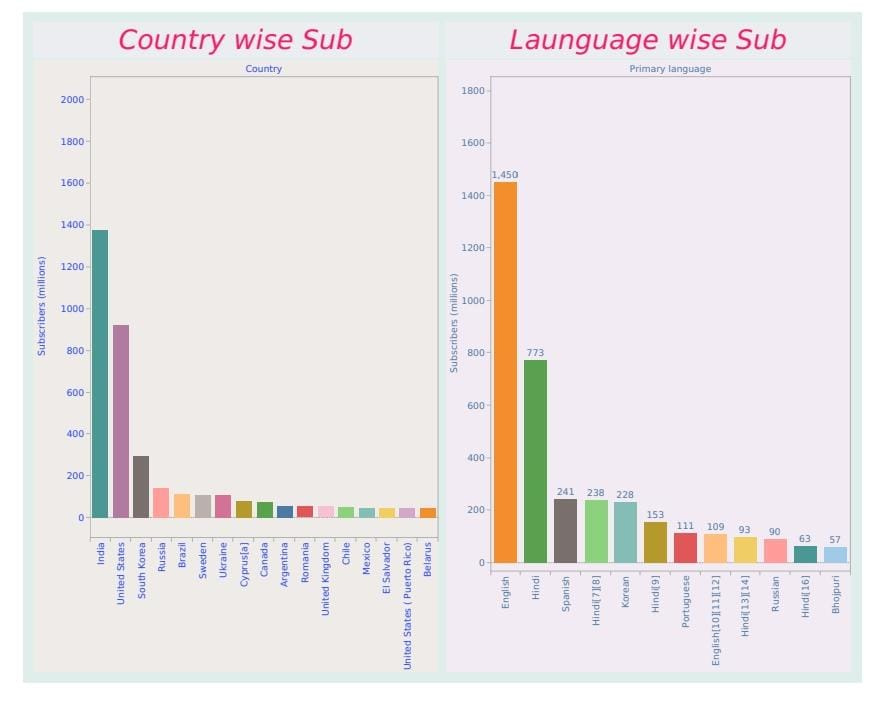 Country wise Sub
Country
Subscribers (millions)
2000
1800
1600
1400
1200
1000
800
600
400
200
0
India
United States
South Korea
Russia
Brazil
Sweden
Ukraine
Cyprus[a]
Canada
Argentina
Romania
United Kingdom
Chile
Mexico
El Salvador
United States ( Puerto Rico)
Belarus
Launguage wise Sub
Primary language
Subscribers (millions)
1800
1600
1400
1200
1000
800
600
400
200
0
1,450
773
241
238
228
153
111
109
93
90
63
57
English
Hindi
Spanish
Hindi[7][8]
Korean
Hindi[9]
Portuguese
English[10][11][12]
Hindi[13][14]
Russian
Hindi[16]
Bhojpuri